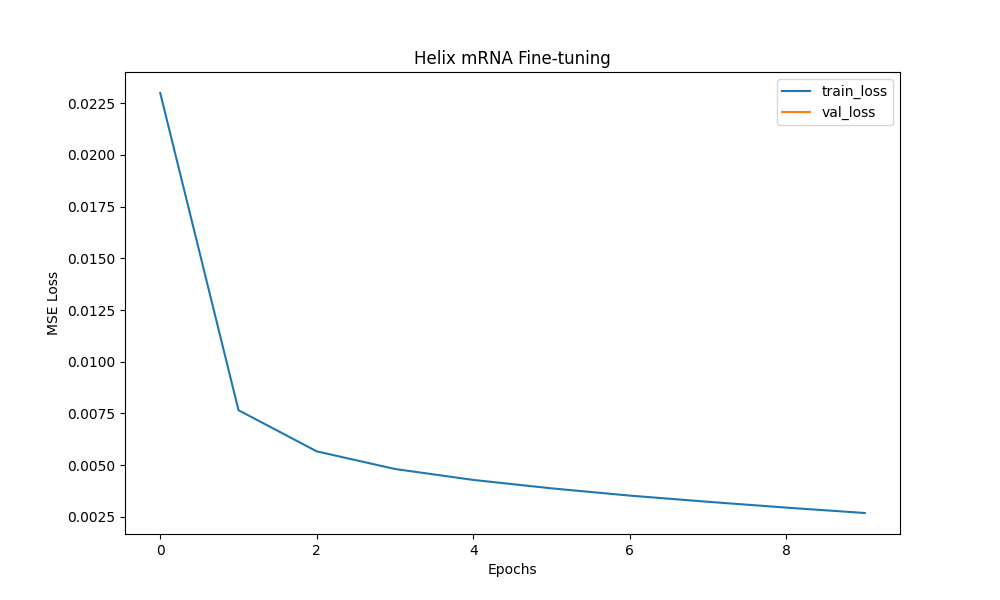 Helix mRNA Fine-tuning
train_loss
val_loss
0.0225
0.0200
0.0175
0.0150
0.0125
0.0100
0.0075
0.0050
0.0025
MSE Loss
0 2 4 6 8
Epochs